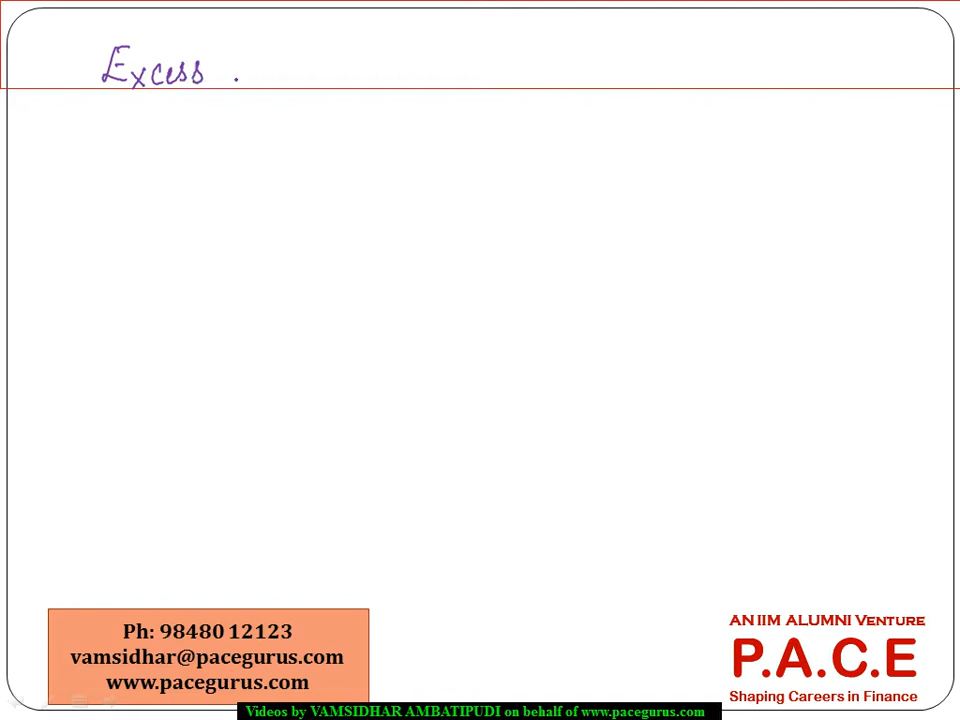 Excess .
Ph: 98480 12123
vamsidhar@pacegurus.com
www.pacegurus.com
AN IIM ALUMNI VENTURE
P.A.C.E
Shaping Careers in Finance
Videos by VAMSIDHAR AMBATIPUDI on behalf of www.pacegurus.com